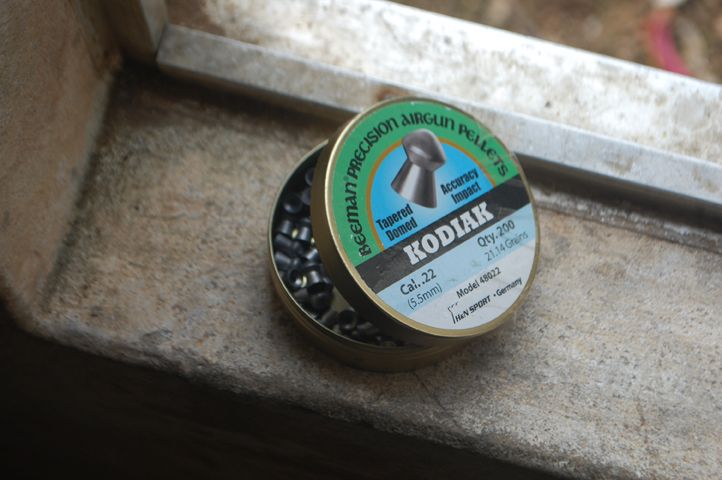 BEEMAN® PRECISION AIRGUN PELLETS
Tapered
Domed
Accuracy
Impact
KODIAK
Cal. .22
(5.5mm)
Qty. 200
21.14 Grains
Model 48022
H&N SPORT • Germany